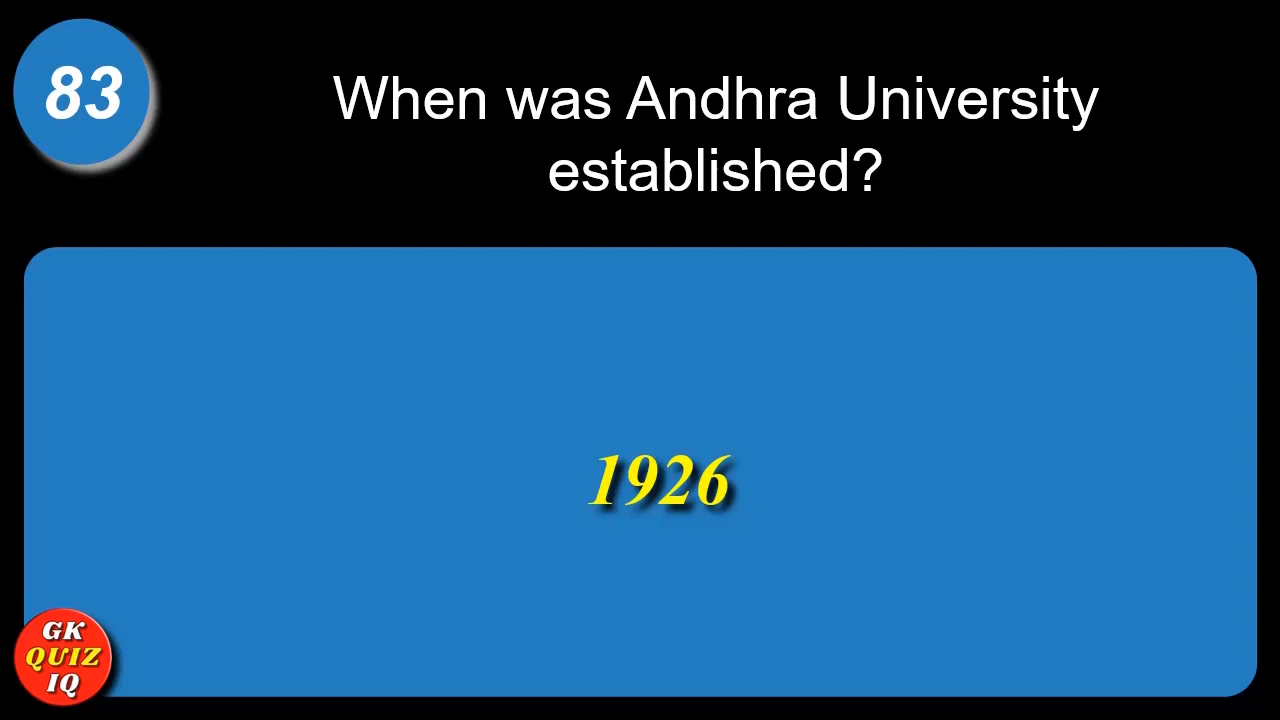 83
When was Andhra University
established?
1926
GK
QUIZ
IQ